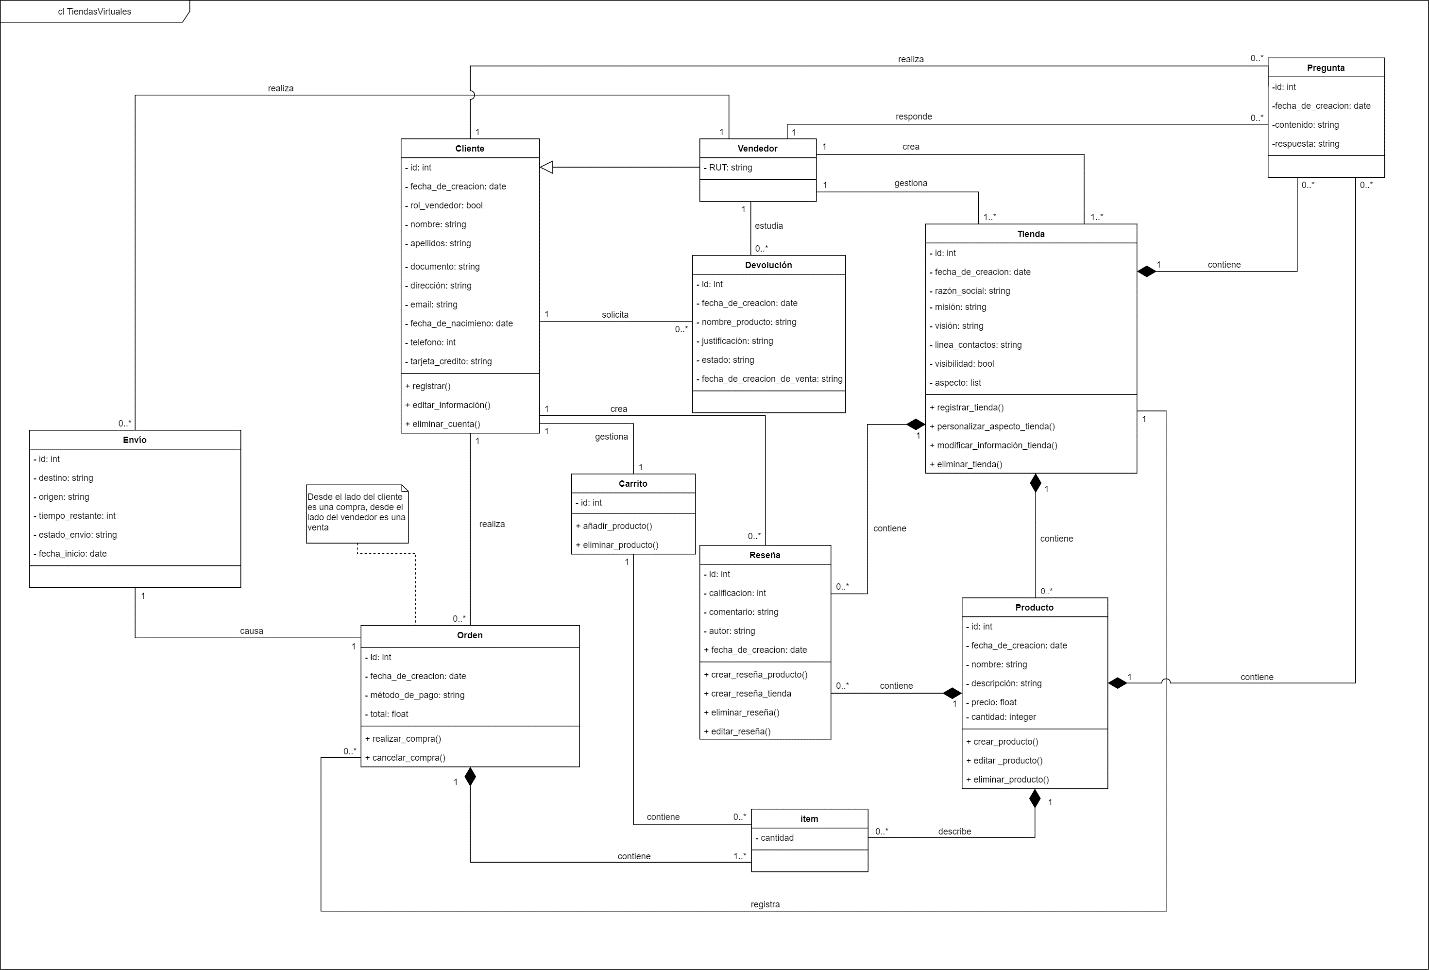 cl TiendasVirtuales
realiza
0..*
1
Pregunta
-id: int
-fecha_de_creacion: date
-contenido: string
-respuesta: string
0..*
0..*
realiza
1
0..*
responde
1
0..*
Cliente
- id: int
- fecha_de_creacion: date
- rol_vendedor: bool
- nombre: string
- apellidos: string
- documento: string
- dirección: string
- email: string
- fecha_de_nacimieno: date
- telefono: int
- tarjeta_credito: string
+ registrar()
+ editar_información()
+ eliminar_cuenta()
Vendedor
- RUT: string
1
crea
1..*
1
gestiona
1..*
1
estudia
0..*
Devolución
- id: int
- fecha_de_creacion: date
- nombre_producto: string
- justificación: string
- estado: string
- fecha_de_creacion_de_venta: string
1
solicita
0..*
Tienda
- id: int
- fecha_de_creacion: date
- razón_social: string
- misión: string
- visión: string
- linea_contactos: string
- visibilidad: bool
- aspecto: list
+ registrar_tienda()
+ personalizar_aspecto_tienda()
+ modificar_información_tienda()
+ eliminar_tienda()
1
contiene
1
1
crea
0..*
1
gestiona
1
Envío
- id: int
- destino: string
- origen: string
- tiempo_restante: int
- estado_envio: string
- fecha_inicio: date
1
causa
1
Desde el lado del cliente
es una compra, desde el
lado del vendedor es una
venta
1
realiza
0..*
Carrito
- id: int
+ añadir_producto()
+ eliminar_producto()
1
Reseña
- id: int
- calificacion: int
- comentario: string
- autor: string
+ fecha_de_creacion: date
+ crear_reseña_producto()
+ crear_reseña_tienda
+ eliminar_reseña()
+ editar_reseña()
1
contiene
0..*
1
contiene
0..*
Producto
- id: int
- fecha_de_creacion: date
- nombre: string
- descripción: string
- precio: float
- cantidad: integer
+ crear_producto()
+ editar _producto()
+ eliminar_producto()
1
contiene
0..*
contiene
1
Orden
- id: int
- fecha_de_creacion: date
- método_de_pago: string
- total: float
+ realizar_compra()
+ cancelar_compra()
0..*
1
contiene
0..*
item
- cantidad
0..*
describe
1
contiene
1..*
registra